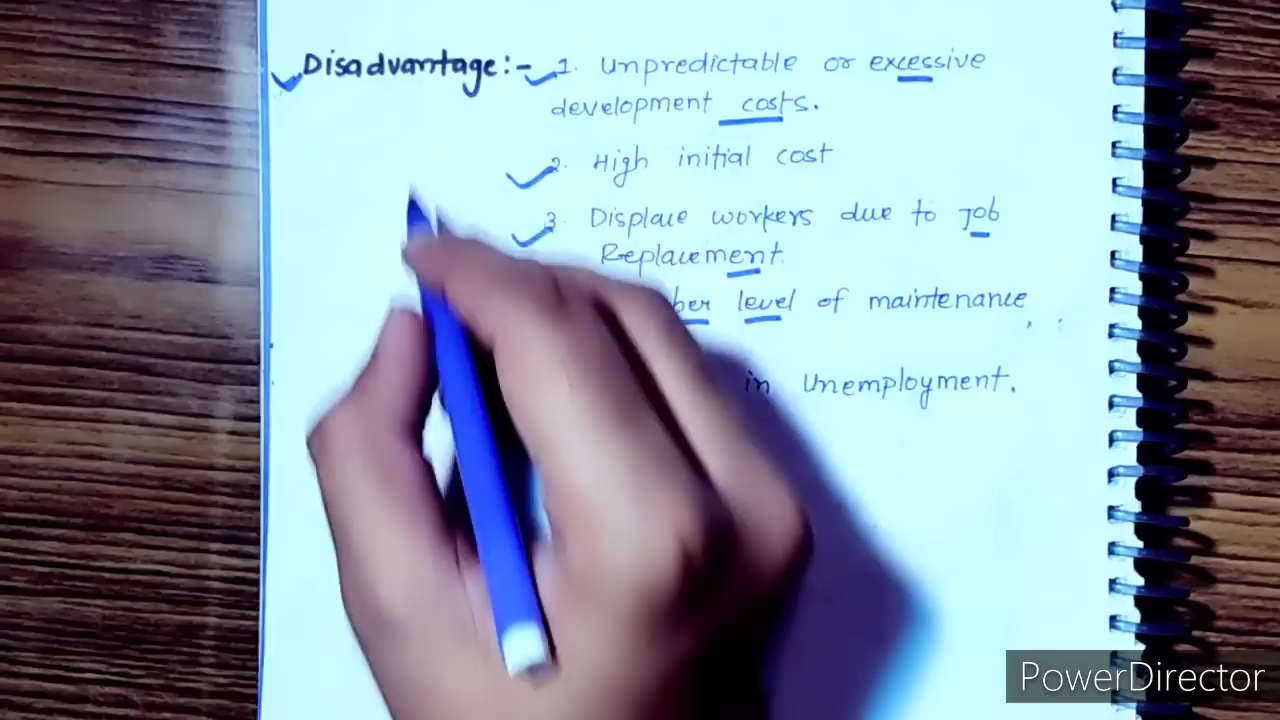 Disadvantage:- 1. Unpredictable or excessive
development costs.
2. High initial cost
3. Displace workers due to Job
Replacement.
level of maintenance
in Unemployment.
PowerDirector